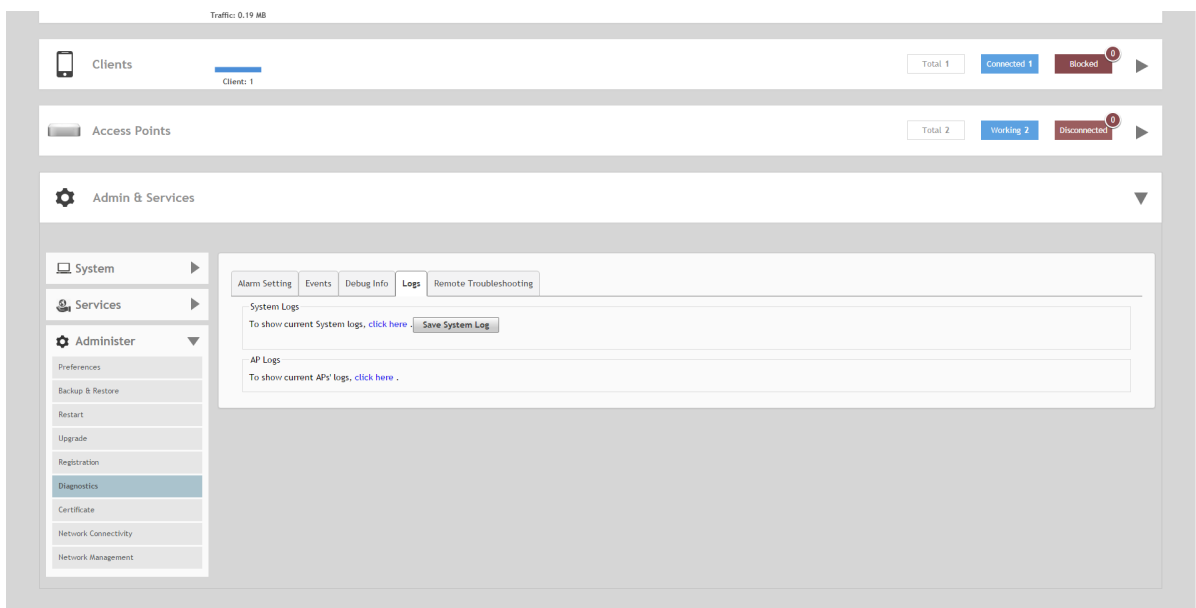 Traffic: 0.19 MB
Clients
Client: 1
Total 1
Connected 1
Blocked
0
Access Points
Total 2
Working 2
Disconnected
0
Admin & Services
System
Services
Administer
Preferences
Backup & Restore
Restart
Upgrade
Registration
Diagnostics
Certificate
Network Connectivity
Network Management
Alarm Setting
Events
Debug Info
Logs
Remote Troubleshooting
System Logs
To show current System logs, click here . Save System Log
AP Logs
To show current APs' logs, click here .